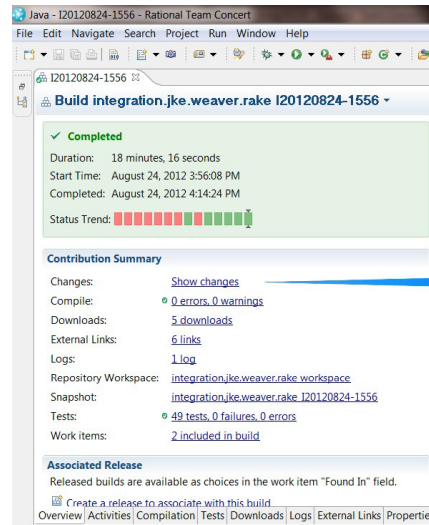 Java - I20120824-1556 - Rational Team Concert
File Edit Navigate Search Project Run Window Help
I20120824-1556
Build integration.jke.weaver.rake I20120824-1556
Completed
Duration: 18 minutes, 16 seconds
Start Time: August 24, 2012 3:56:08 PM
Completed: August 24, 2012 4:14:24 PM
Status Trend:
Contribution Summary
Changes: Show changes
Compile: 0 errors, 0 warnings
Downloads: 5 downloads
External Links: 6 links
Logs: 1 log
Repository Workspace: integration.jke.weaver.rake workspace
Snapshot: integration.jke.weaver.rake I20120824-1556
Tests: 49 tests, 0 failures, 0 errors
Work items: 2 included in build
Associated Release
Released builds are available as choices in the work item "Found In" field.
Create a release to associate with this build
Overview Activities Compilation Tests Downloads Logs External Links Propertie